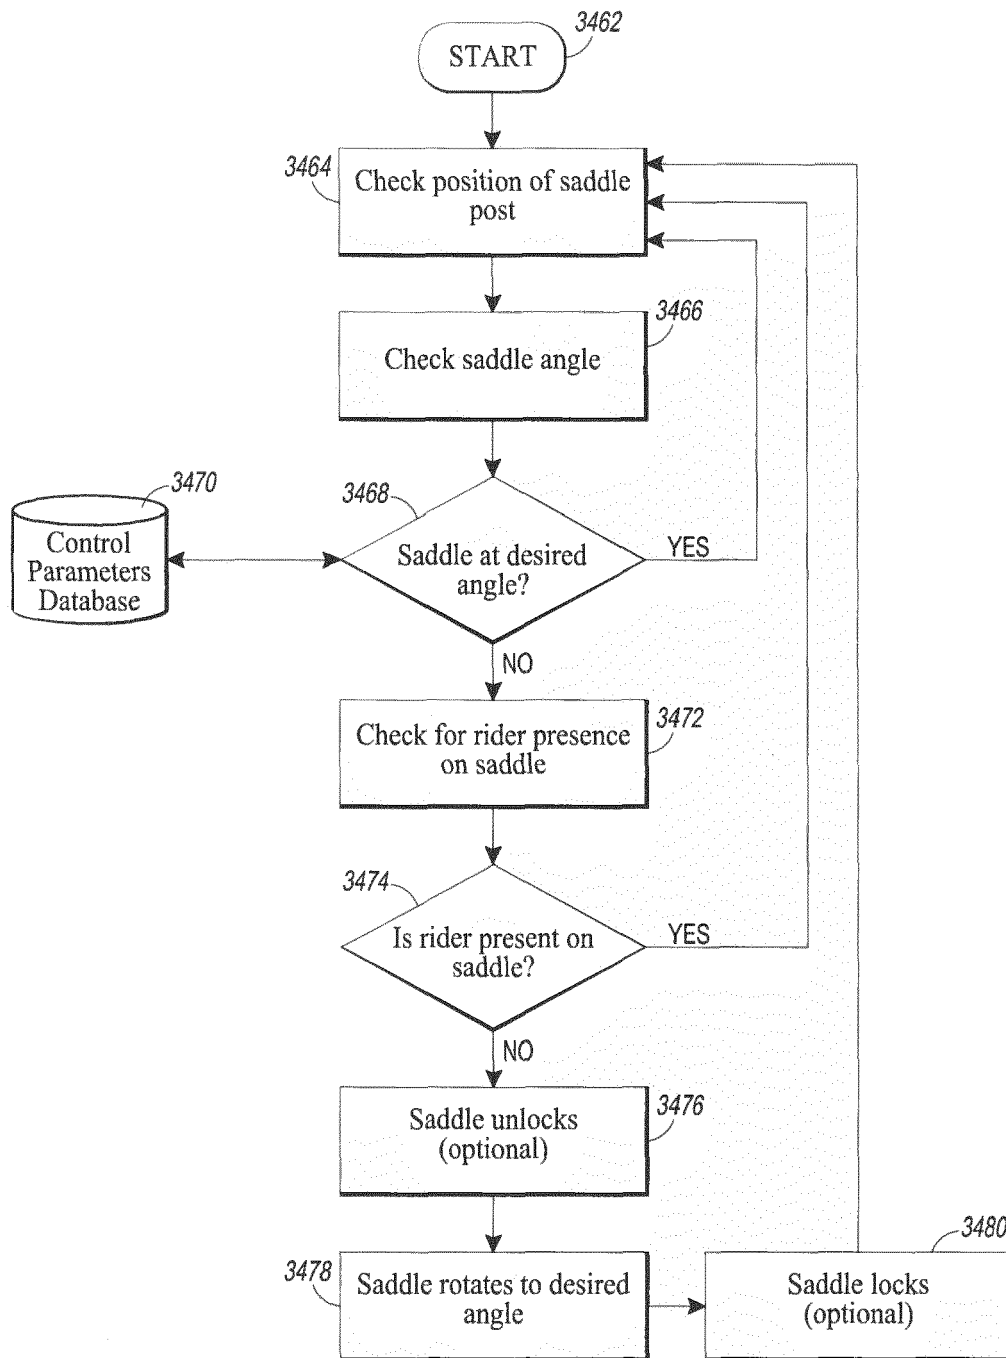 3462
START
3464
Check position of saddle
post
3466
Check saddle angle
3470
Control
Parameters
Database
3468
Saddle at desired
angle?
YES
NO
Check for rider presence
on saddle
3472
3474
Is rider present on
saddle?
YES
NO
Saddle unlocks
(optional)
3476
3478
Saddle rotates to desired
angle
3480
Saddle locks
(optional)